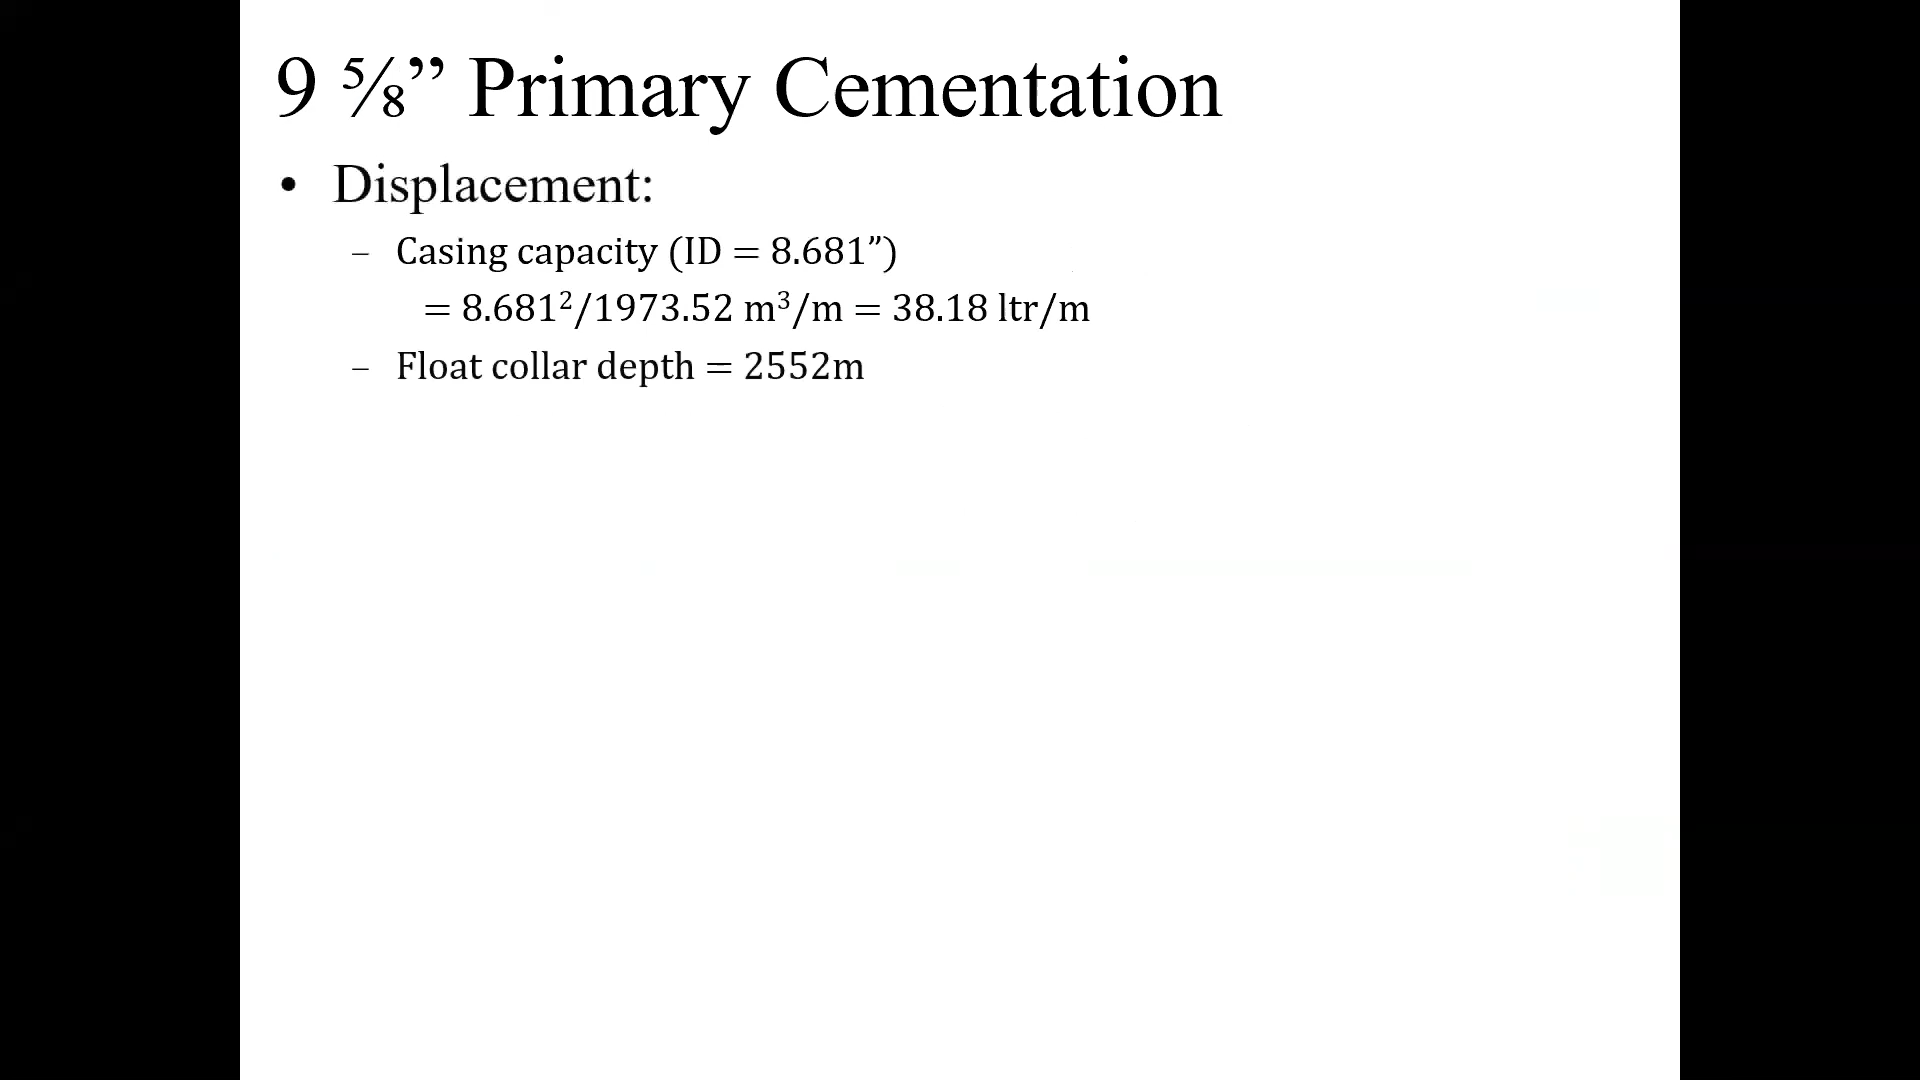 9 ⅝” Primary Cementation
• Displacement:
– Casing capacity (ID = 8.681”)
= 8.681²/1973.52 m³/m = 38.18 ltr/m
– Float collar depth = 2552m